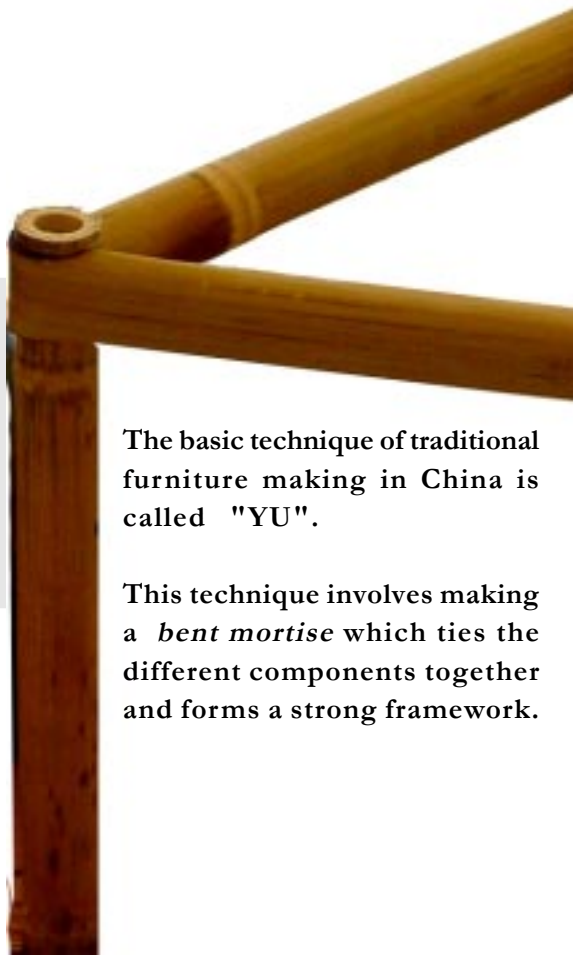 The basic technique of traditional
furniture making in China is
called "YU".
This technique involves making
a bent mortise which ties the
different components together
and forms a strong framework.